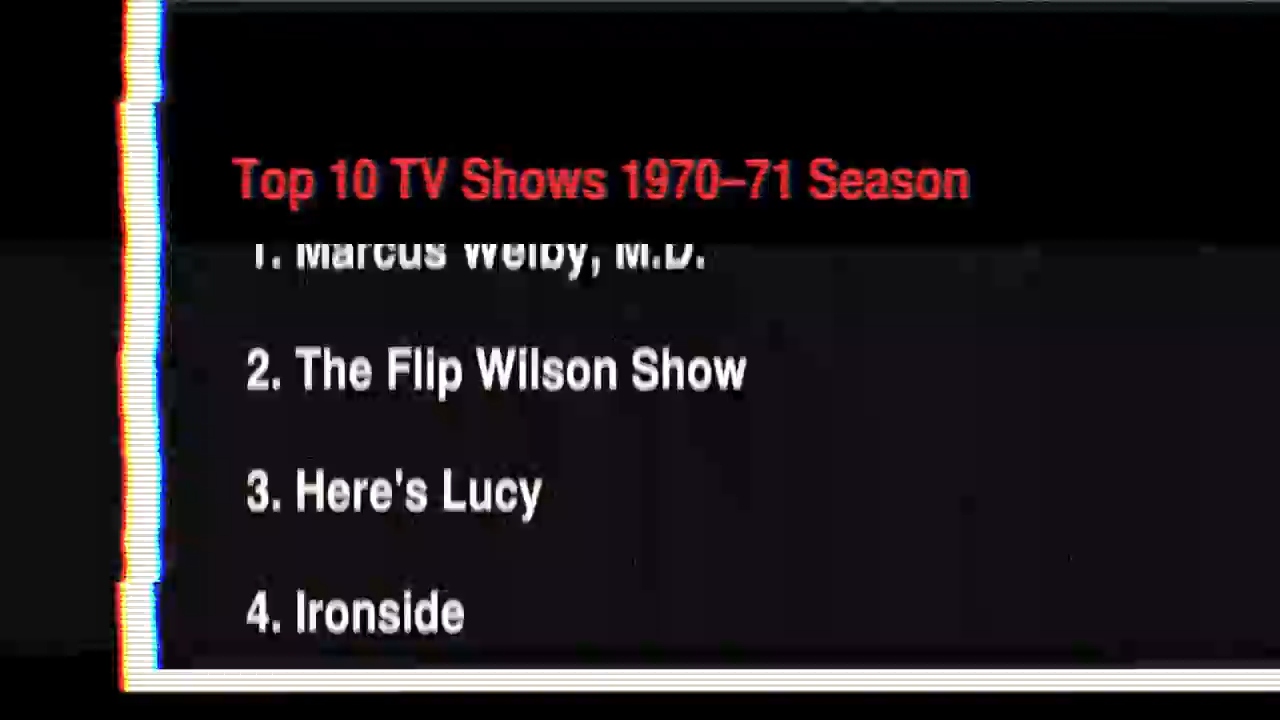 Top 10 TV Shows 1970–71 Season
1. Marcus Welby, M.D.
2. The Flip Wilson Show
3. Here's Lucy
4. Ironside